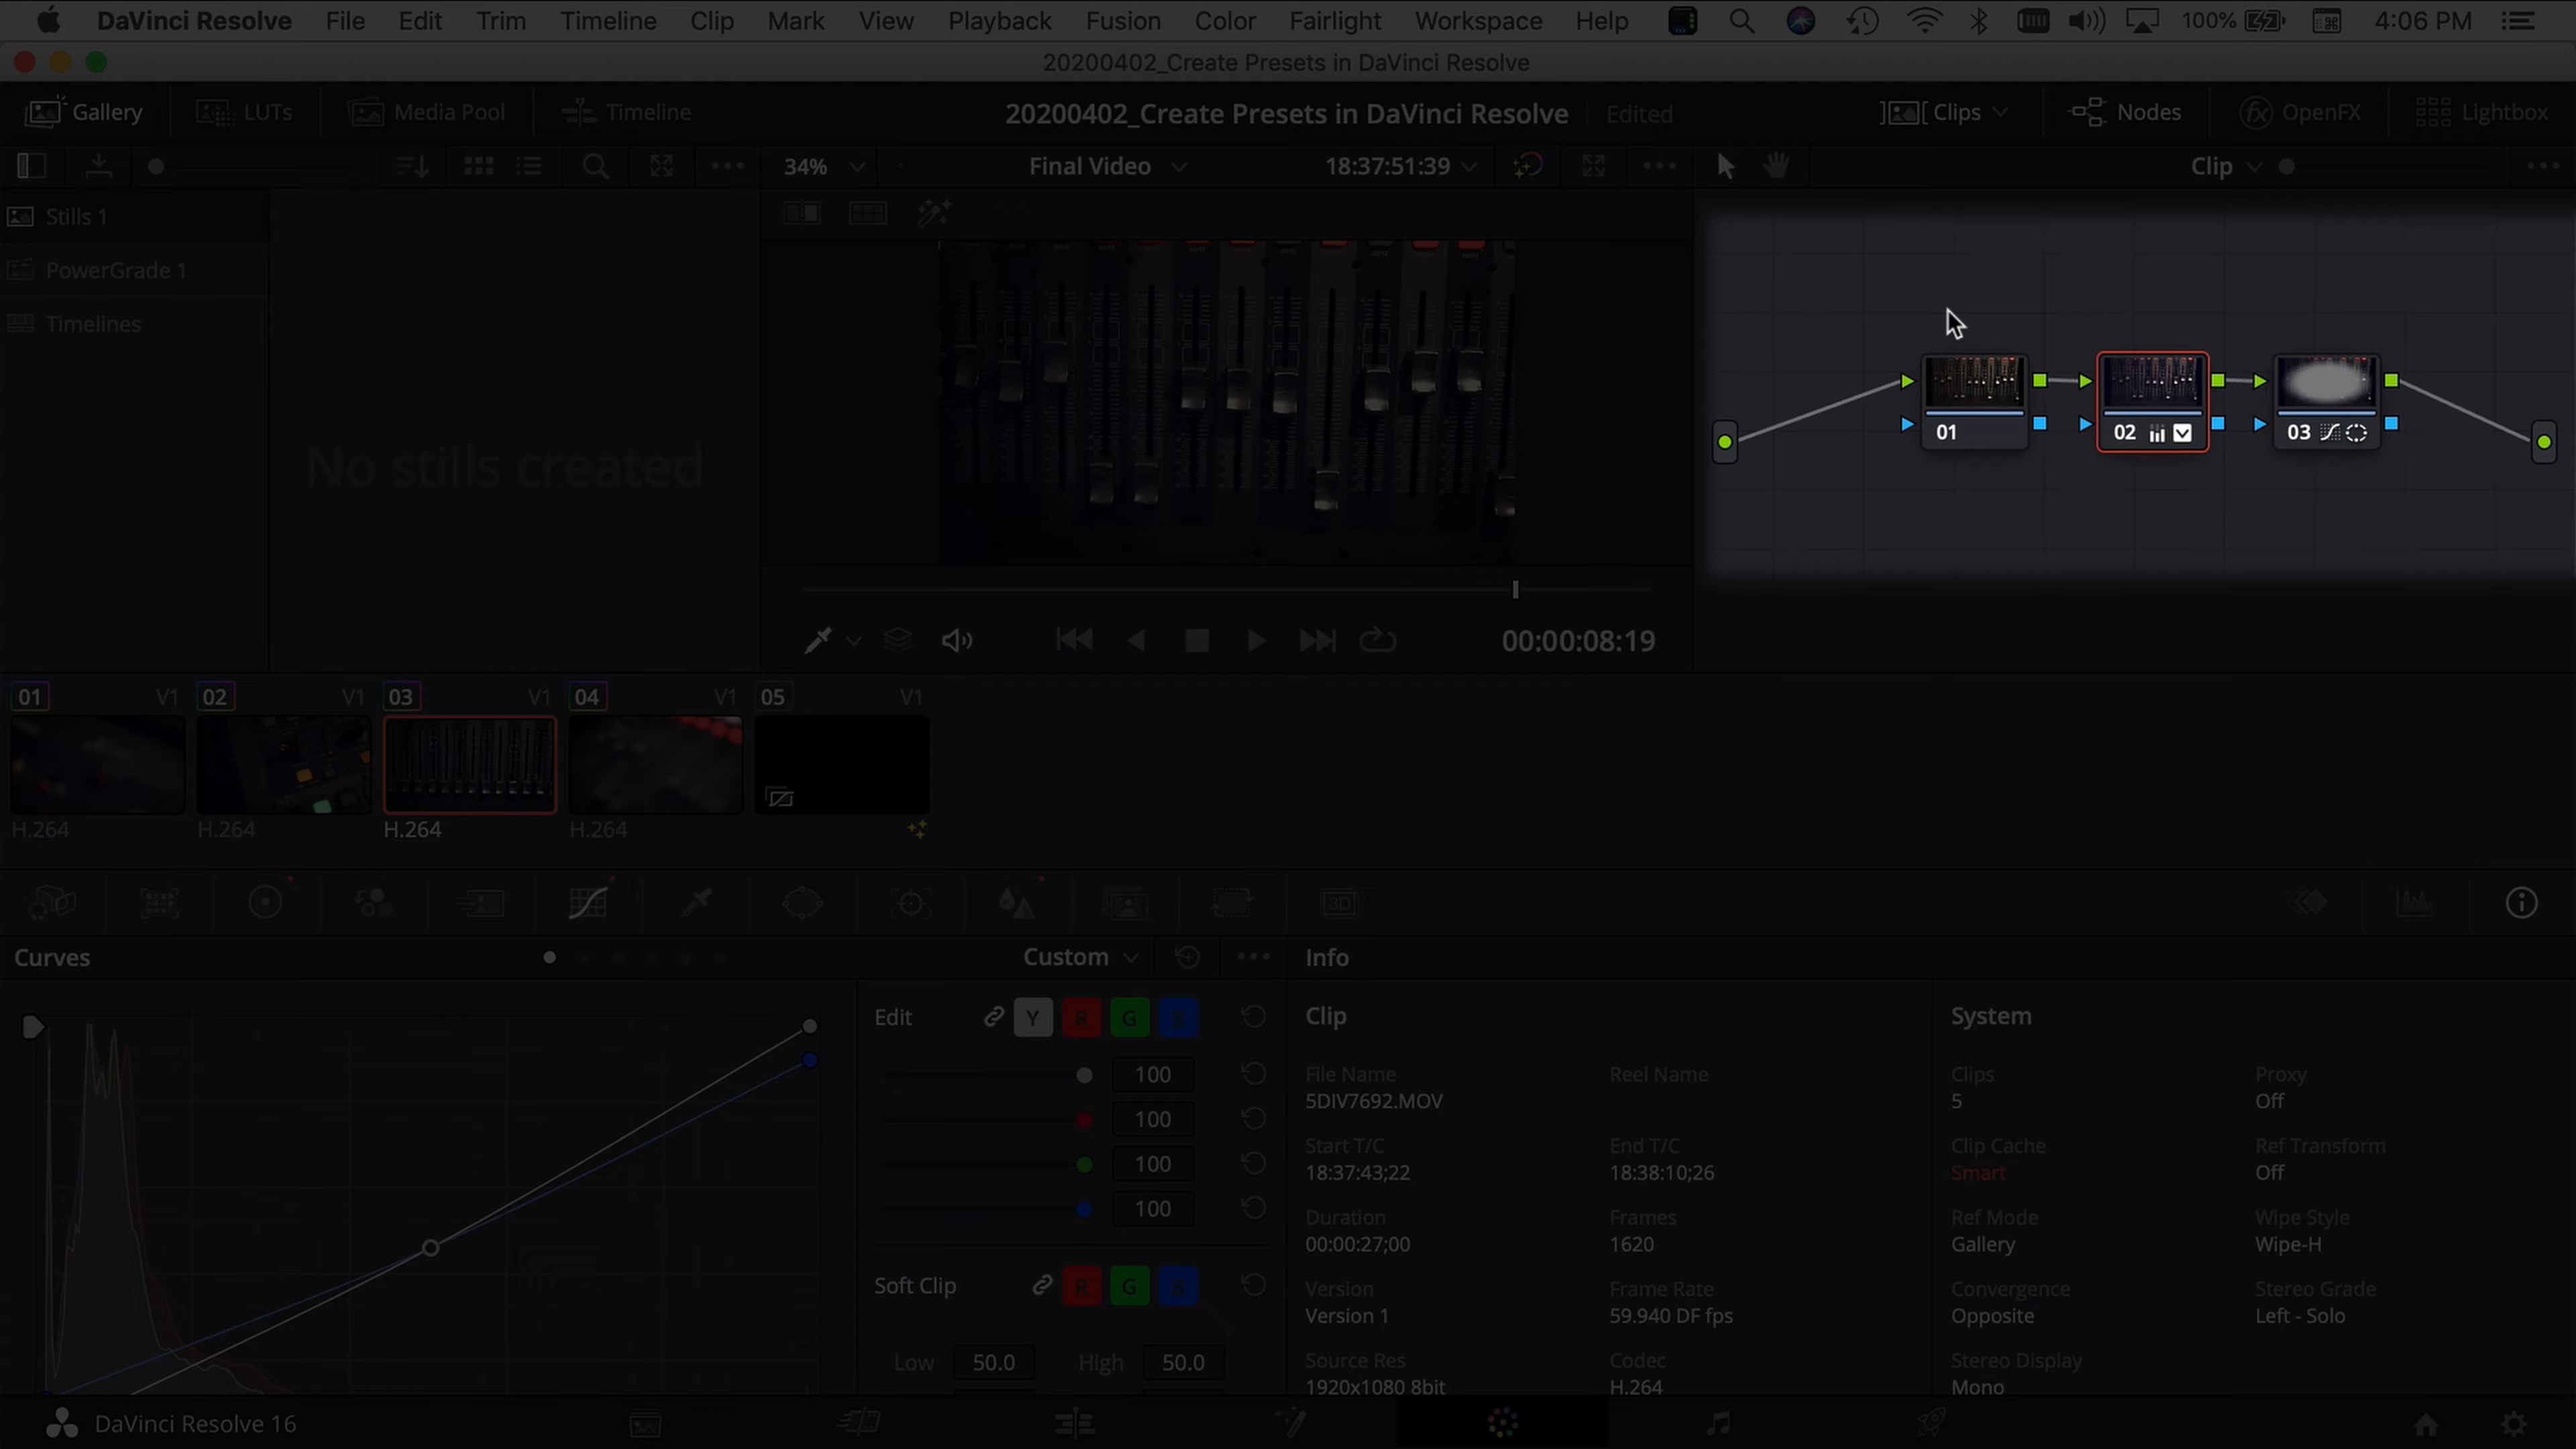 DaVinci Resolve File Edit Trim Timeline Clip Mark View Playback Fusion Color Fairlight Workspace Help 100% 4:06 PM
20200402_Create Presets in DaVinci Resolve
Gallery LUTs Media Pool Timeline 20200402_Create Presets in DaVinci Resolve Edited Clips Nodes OpenFX Lightbox
34% Final Video 18:37:51:39 Clip
Stills 1
PowerGrade 1
Timelines
No stills created
01 02 03
00:00:08:19
01 V1 02 V1 03 V1 04 V1 05 V1
H.264 H.264 H.264 H.264
3D
Curves Custom Info
Edit Y R G B Clip System
100 File Name Reel Name Clips Proxy
5DIV7692.MOV 5 Off
100
Start T/C End T/C Clip Cache Ref Transform
100 18:37:43;22 18:38:10;26 Smart Off
100 Duration Frames Ref Mode Wipe Style
00:00:27;00 1620 Gallery Wipe-H
Soft Clip R G B Version Frame Rate Convergence Stereo Grade
Version 1 59.940 DF fps Opposite Left - Solo
Low 50.0 High 50.0 Source Res Codec Stereo Display
1920x1080 8bit H.264 Mono
DaVinci Resolve 16